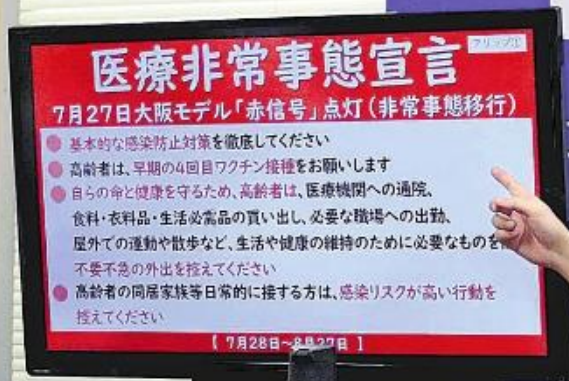 フリップ①
医療非常事態宣言
7月27日大阪モデル「赤信号」点灯(非常事態移行)
基本的な感染防止対策を徹底してください
高齢者は、早期の4回目ワクチン接種をお願いします
自らの命と健康を守るため、高齢者は、医療機関への通院、
食料・衣料品・生活必需品の買い出し、必要な職場への出勤、
屋外での運動や散歩など、生活や健康の維持のために必要なものを
不要不急の外出を控えてください
高齢者の同居家族等日常的に接する方は、感染リスクが高い行動を
控えてください
【7月28日~8月27日】